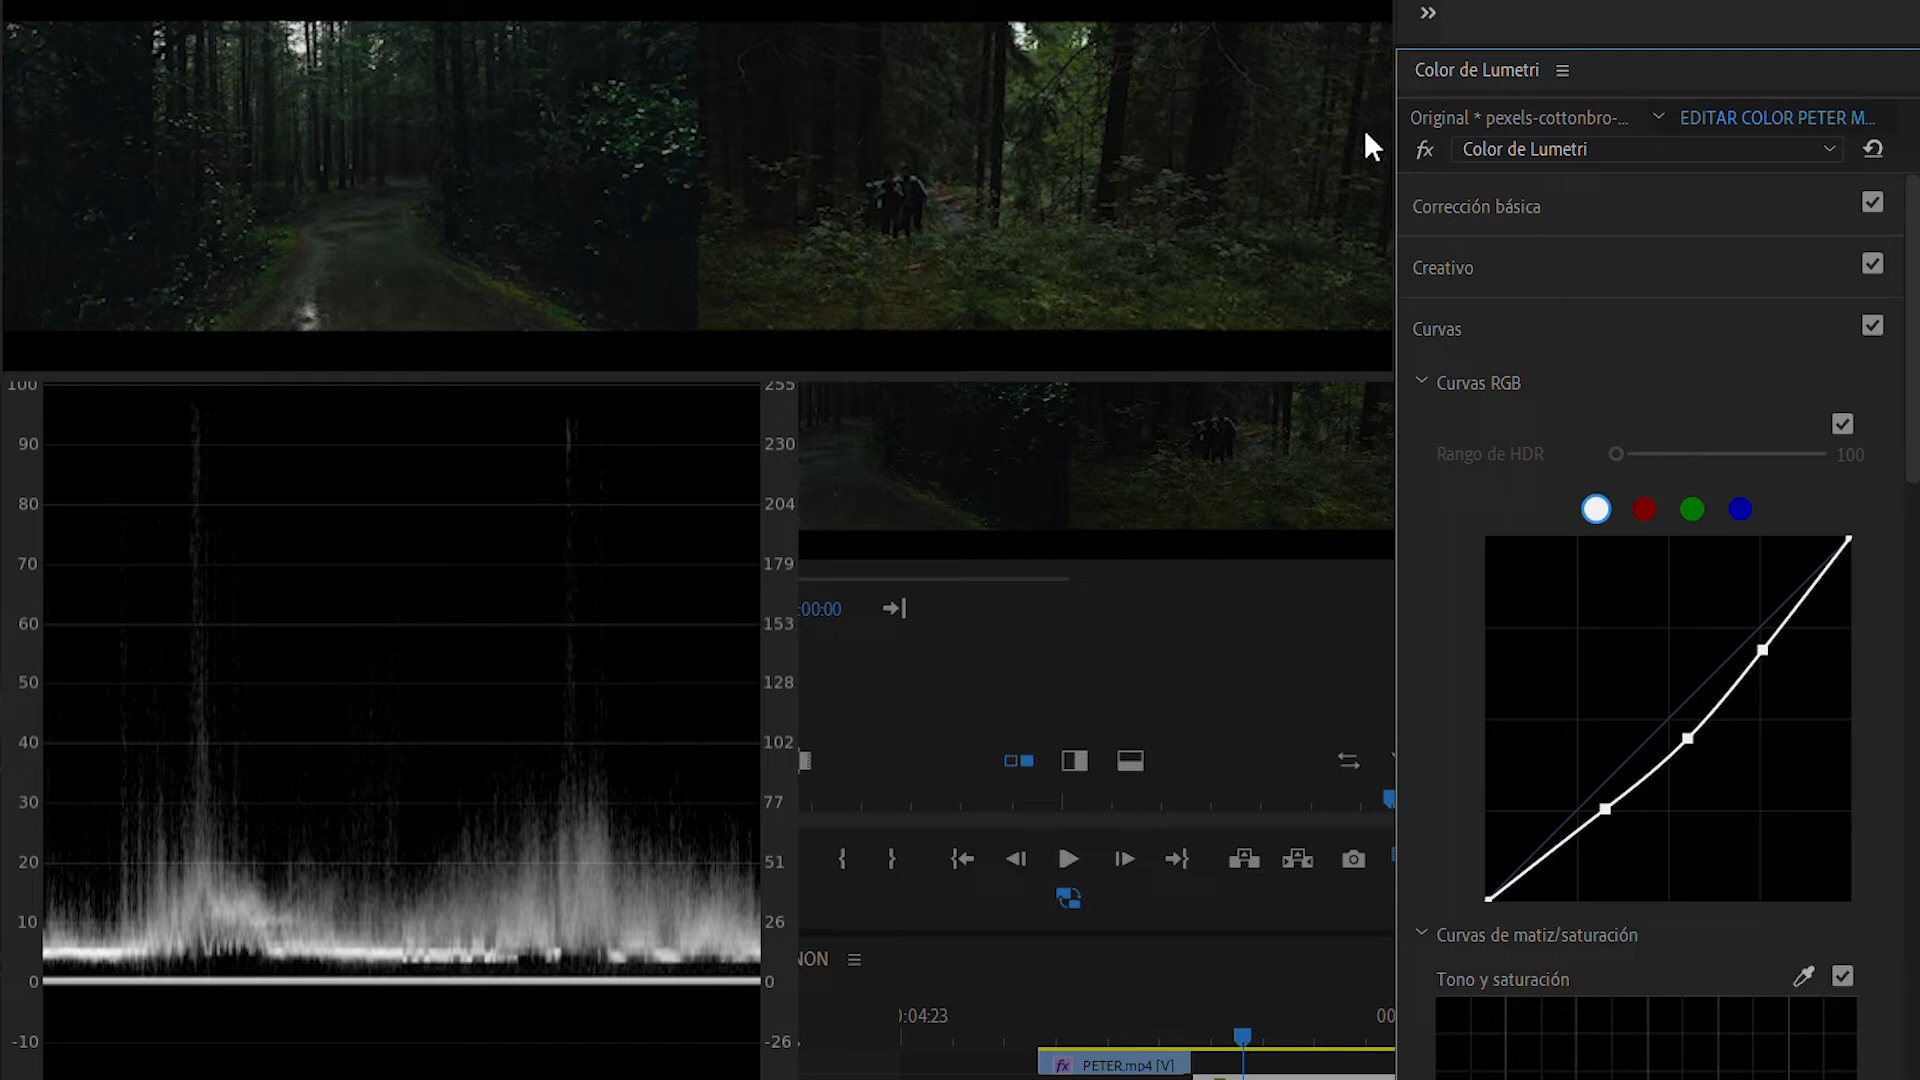 Color de Lumetri
Original * pexels-cottonbro-...
EDITAR COLOR PETER M...
fx
Color de Lumetri
Corrección básica
Creativo
Curvas
Curvas RGB
Rango de HDR
100
Curvas de matiz/saturación
Tono y saturación
100
90
80
70
60
50
40
30
20
10
0
-10
255
230
204
179
153
128
102
77
51
26
0
-26
:00:00
NON
:04:23
00
fx PETER.mp4 [V]